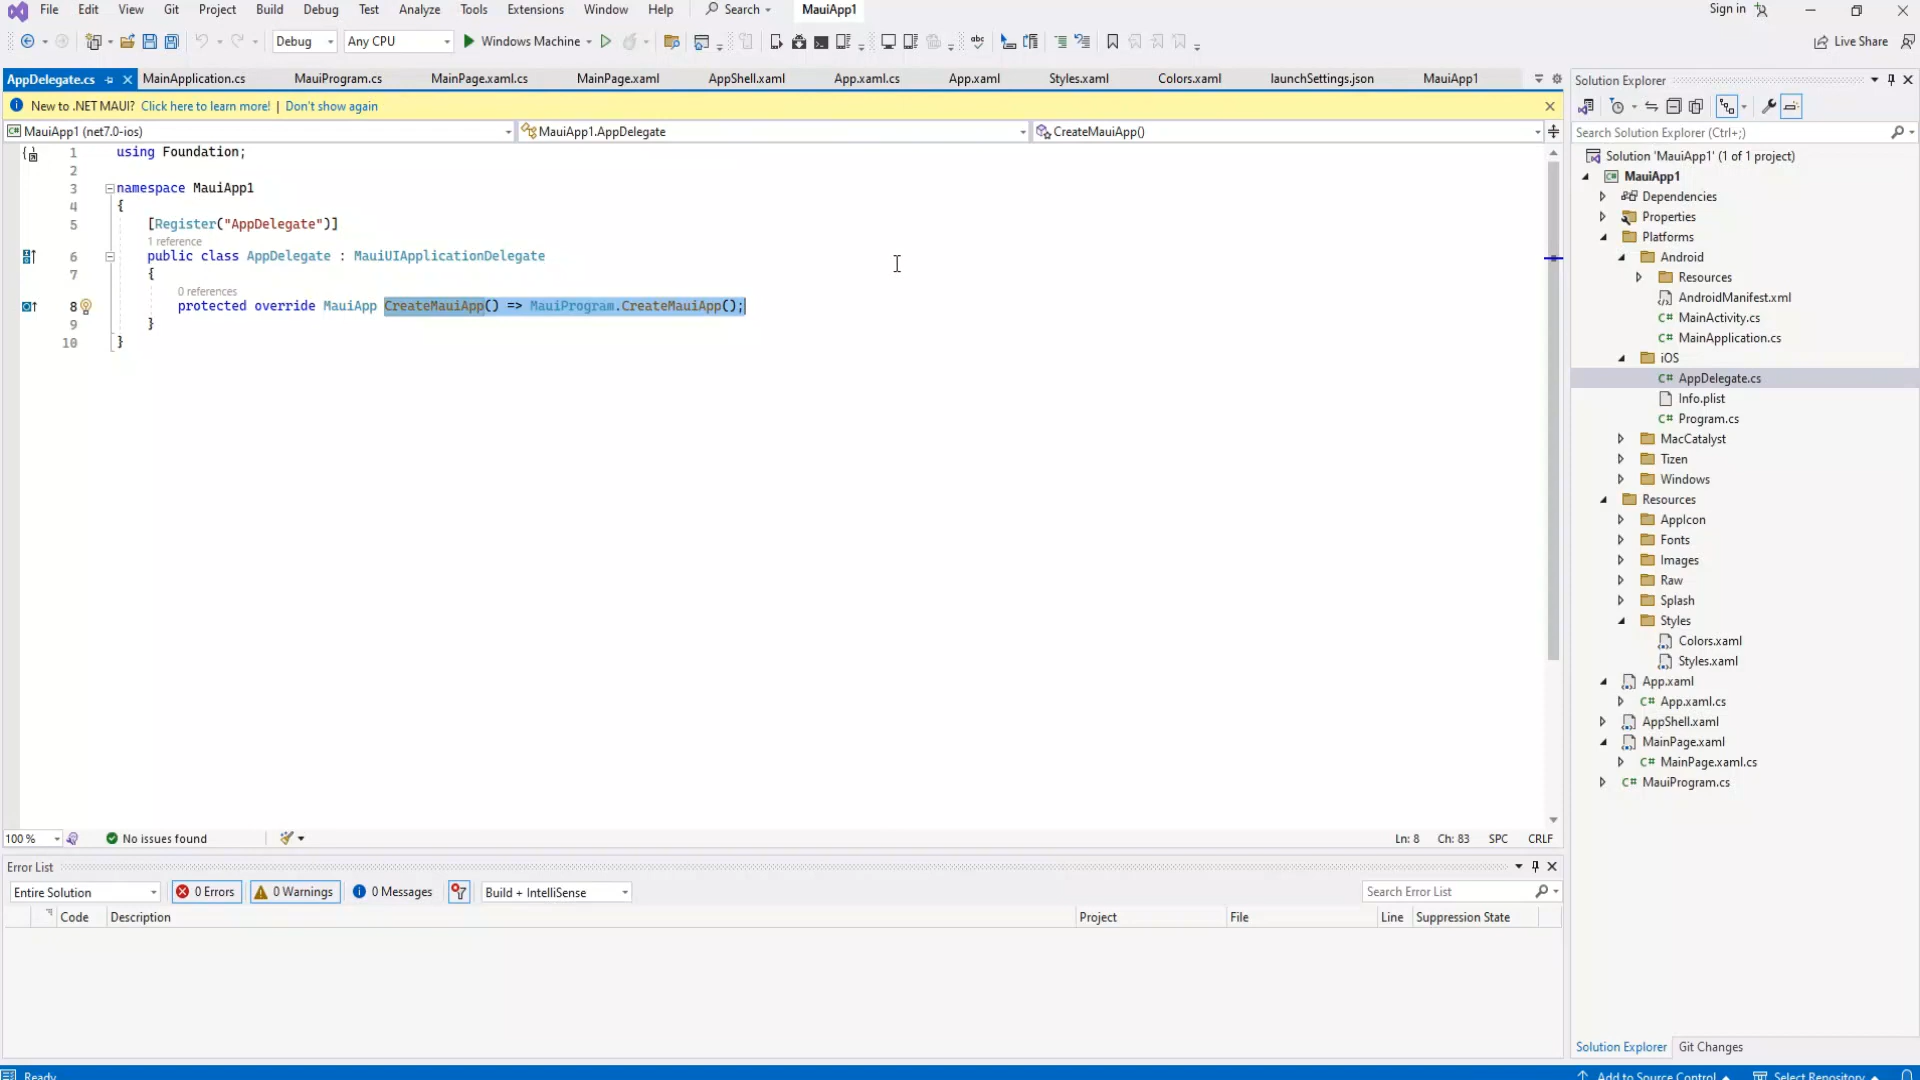 File Edit View Git Project Build Debug Test Analyze Tools Extensions Window Help Search MauiApp1 Sign in
Debug Any CPU Windows Machine Live Share
AppDelegate.cs MainApplication.cs MauiProgram.cs MainPage.xaml.cs MainPage.xaml AppShell.xaml App.xaml.cs App.xaml Styles.xaml Colors.xaml launchSettings.json MauiApp1
New to .NET MAUI? Click here to learn more! | Don't show again
MauiApp1 (net7.0-ios) MauiApp1.AppDelegate CreateMauiApp()
1 using Foundation;
2
3 namespace MauiApp1
4 {
5 [Register("AppDelegate")]
1 reference
6 public class AppDelegate : MauiUIApplicationDelegate
7 {
0 references
8 protected override MauiApp CreateMauiApp() => MauiProgram.CreateMauiApp();
9 }
10 }
100 % No issues found Ln: 8 Ch: 83 SPC CRLF
Error List
Entire Solution 0 Errors 0 Warnings 0 Messages Build + IntelliSense Search Error List
Code Description Project File Line Suppression State
Solution Explorer
Search Solution Explorer (Ctrl+;)
Solution 'MauiApp1' (1 of 1 project)
MauiApp1
Dependencies
Properties
Platforms
Android
Resources
AndroidManifest.xml
C# MainActivity.cs
C# MainApplication.cs
iOS
C# AppDelegate.cs
Info.plist
C# Program.cs
MacCatalyst
Tizen
Windows
Resources
AppIcon
Fonts
Images
Raw
Splash
Styles
Colors.xaml
Styles.xaml
App.xaml
C# App.xaml.cs
AppShell.xaml
MainPage.xaml
C# MainPage.xaml.cs
C# MauiProgram.cs
Solution Explorer Git Changes
Ready Add to Source Control Select Repository